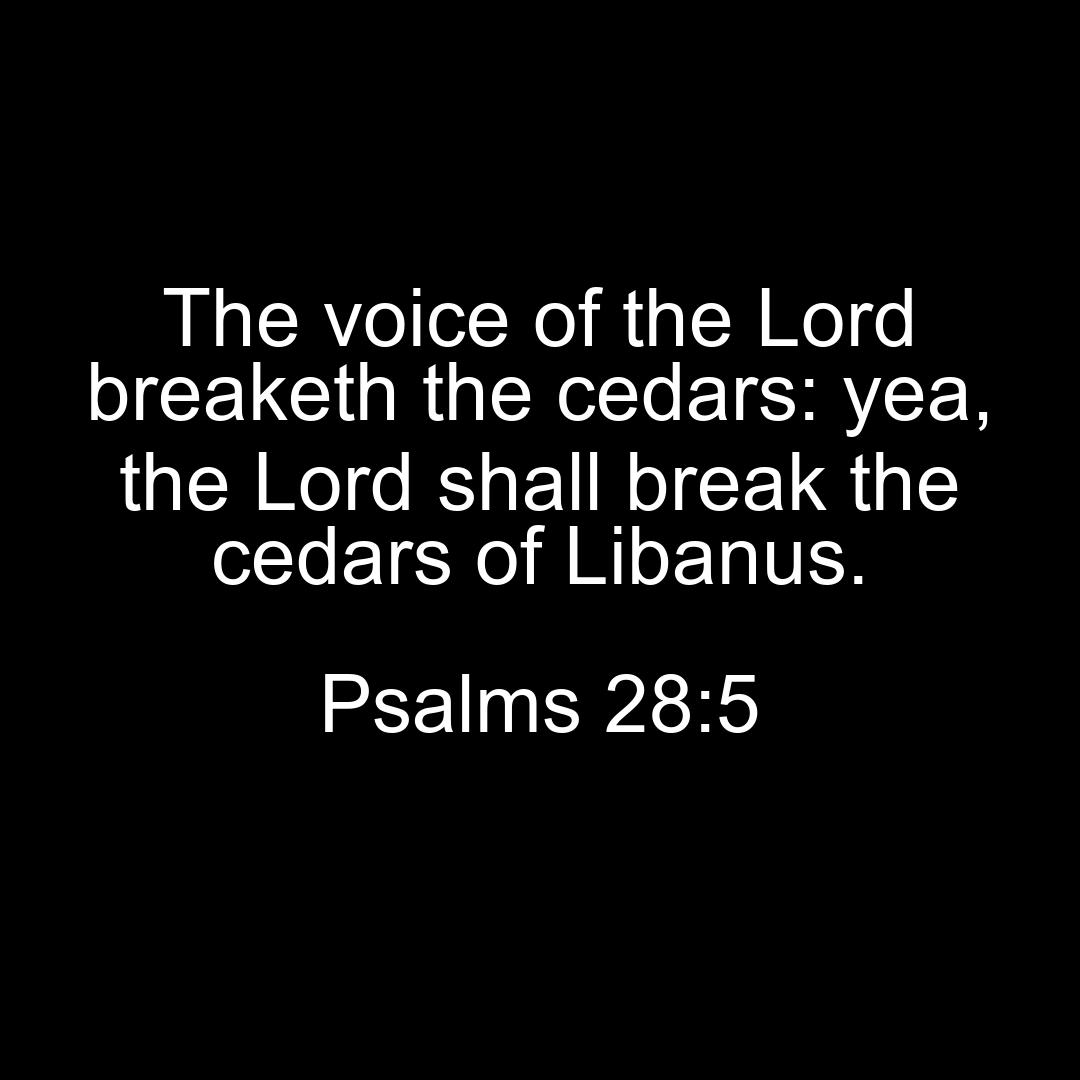 The voice of the Lord
breaketh the cedars: yea,
the Lord shall break the
cedars of Libanus.
Psalms 28:5